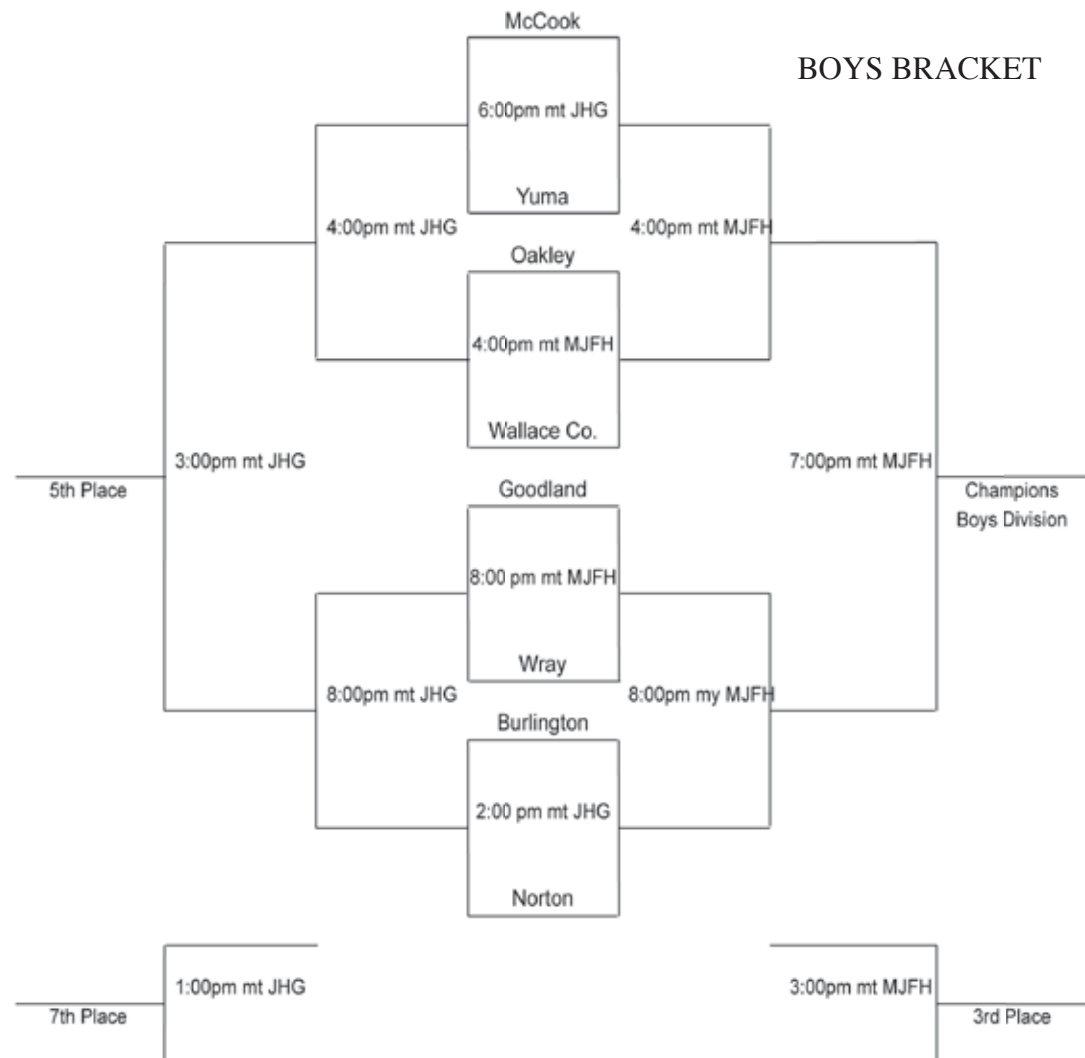 McCook
BOYS BRACKET
6:00pm mt JHG
Yuma
4:00pm mt JHG
4:00pm mt MJFH
Oakley
4:00pm mt MJFH
Wallace Co.
3:00pm mt JHG
7:00pm mt MJFH
5th Place
Goodland
Champions
Boys Division
8:00 pm mt MJFH
Wray
8:00pm mt JHG
8:00pm my MJFH
Burlington
2:00 pm mt JHG
Norton
1:00pm mt JHG
3:00pm mt MJFH
7th Place
3rd Place